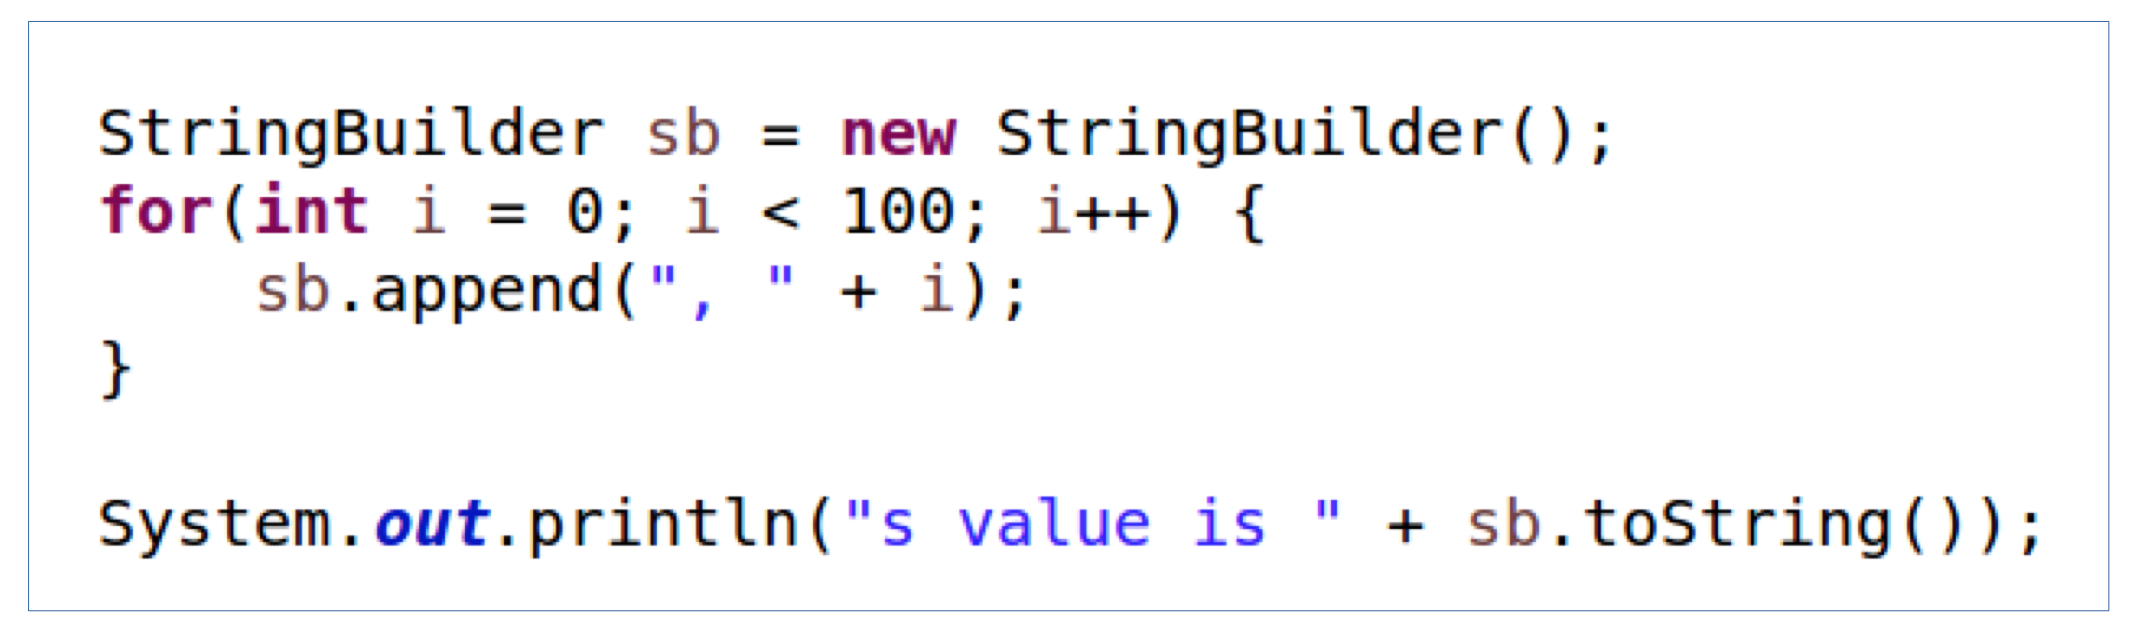 StringBuilder sb = new StringBuilder();
for(int i = 0; i < 100; i++) {
    sb.append(", " + i);
}

System.out.println("s value is " + sb.toString());